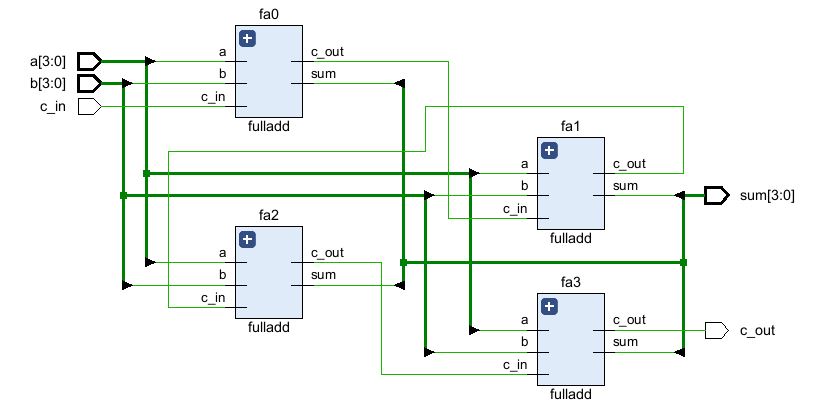 fa0
a[3:0]
b[3:0]
c_in
a
b
c_in
c_out
sum
fulladd
fa1
a
b
c_in
c_out
sum
fulladd
sum[3:0]
fa2
a
b
c_in
c_out
sum
fulladd
fa3
a
b
c_in
c_out
sum
fulladd
c_out